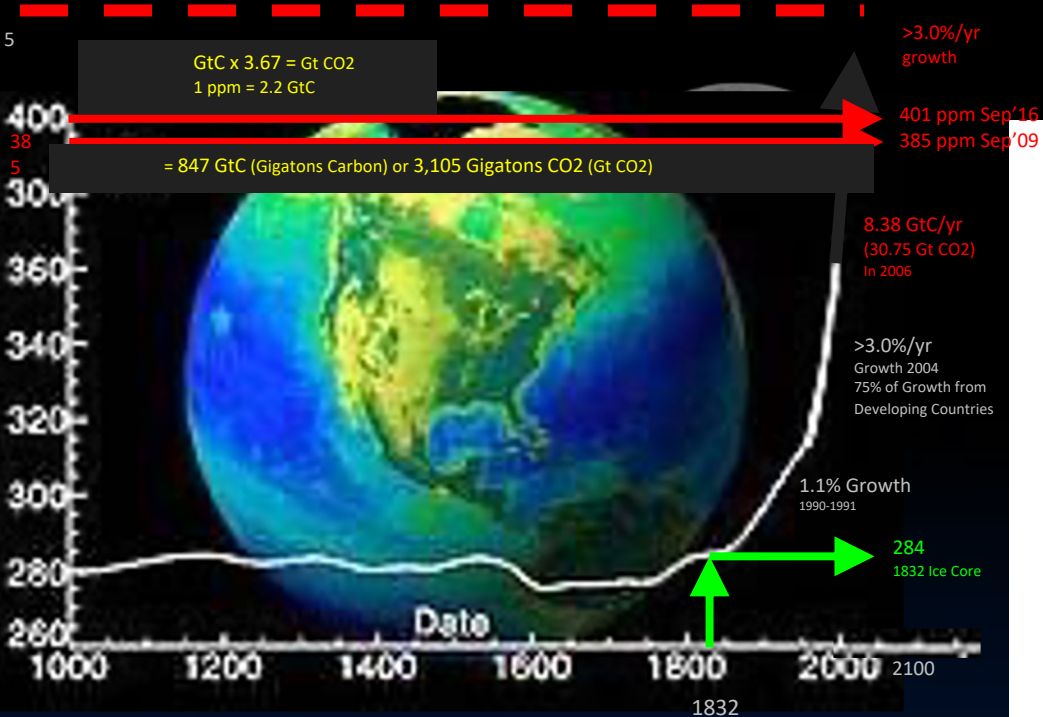 5
>3.0%/yr
growth
GtC x 3.67 = Gt CO2
1 ppm = 2.2 GtC
400
401 ppm Sep'16
38
5
385 ppm Sep'09
= 847 GtC (Gigatons Carbon) or 3,105 Gigatons CO2 (Gt CO2)
8.38 GtC/yr
(30.75 Gt CO2)
In 2006
360
340
>3.0%/yr
Growth 2004
75% of Growth from
Developing Countries
320
300
1.1% Growth
1990-1991
284
1832 Ice Core
280
260
Date
1000 1200 1400 1600 1800 2000 2100
1832